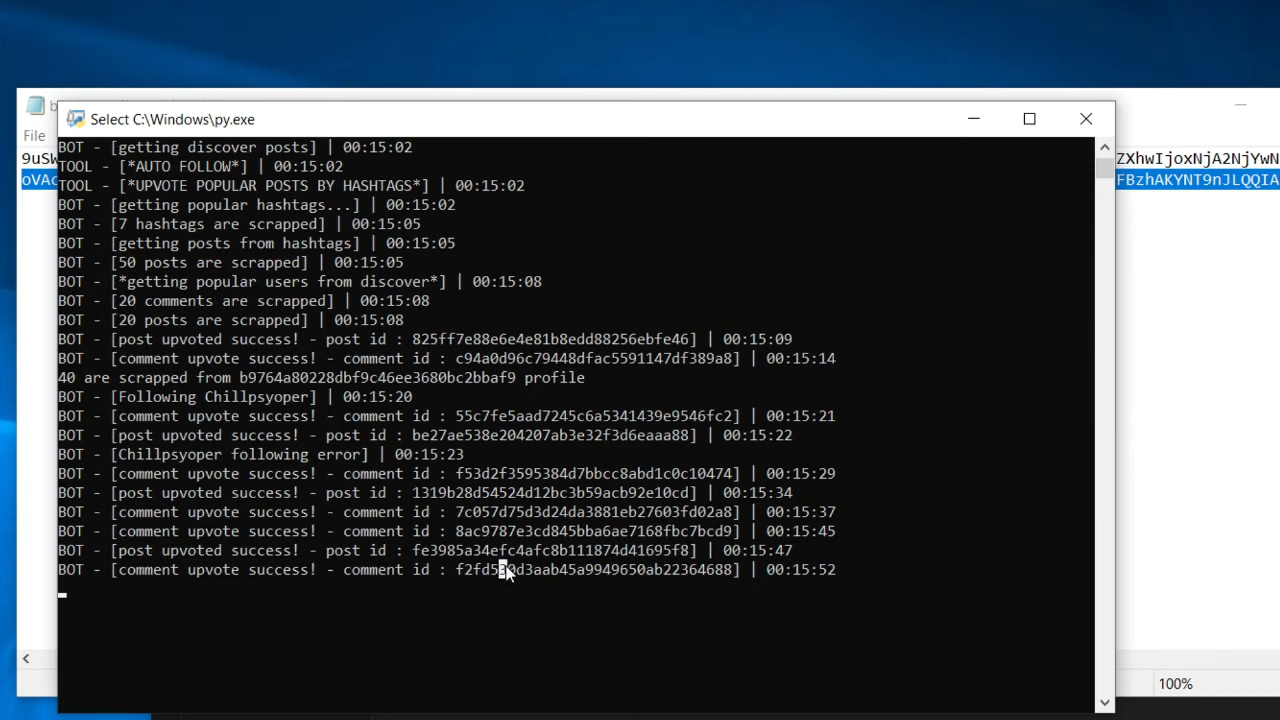 Select C:\Windows\py.exe
File
9uSW
ZXhwIjoxNjA2NjYwN
oVAc
FBzhAKYNT9nJLQQIA
BOT - [getting discover posts] | 00:15:02
TOOL - [*AUTO FOLLOW*] | 00:15:02
TOOL - [*UPVOTE POPULAR POSTS BY HASHTAGS*] | 00:15:02
BOT - [getting popular hashtags...] | 00:15:02
BOT - [7 hashtags are scrapped] | 00:15:05
BOT - [getting posts from hashtags] | 00:15:05
BOT - [50 posts are scrapped] | 00:15:05
BOT - [*getting popular users from discover*] | 00:15:08
BOT - [20 comments are scrapped] | 00:15:08
BOT - [20 posts are scrapped] | 00:15:08
BOT - [post upvoted success! - post id : 825ff7e88e6e4e81b8edd88256ebfe46] | 00:15:09
BOT - [comment upvote success! - comment id : c94a0d96c79448dfac5591147df389a8] | 00:15:14
40 are scrapped from b9764a80228dbf9c46ee3680bc2bbaf9 profile
BOT - [Following Chillpsyoper] | 00:15:20
BOT - [comment upvote success! - comment id : 55c7fe5aad7245c6a5341439e9546fc2] | 00:15:21
BOT - [post upvoted success! - post id : be27ae538e204207ab3e32f3d6eaaa88] | 00:15:22
BOT - [Chillpsyoper following error] | 00:15:23
BOT - [comment upvote success! - comment id : f53d2f3595384d7bbcc8abd1c0c10474] | 00:15:29
BOT - [post upvoted success! - post id : 1319b28d54524d12bc3b59acb92e10cd] | 00:15:34
BOT - [comment upvote success! - comment id : 7c057d75d3d24da3881eb27603fd02a8] | 00:15:37
BOT - [comment upvote success! - comment id : 8ac9787e3cd845bba6ae7168fbc7bcd9] | 00:15:45
BOT - [post upvoted success! - post id : fe3985a34efc4afc8b111874d41695f8] | 00:15:47
BOT - [comment upvote success! - comment id : | 00:15:52
100%